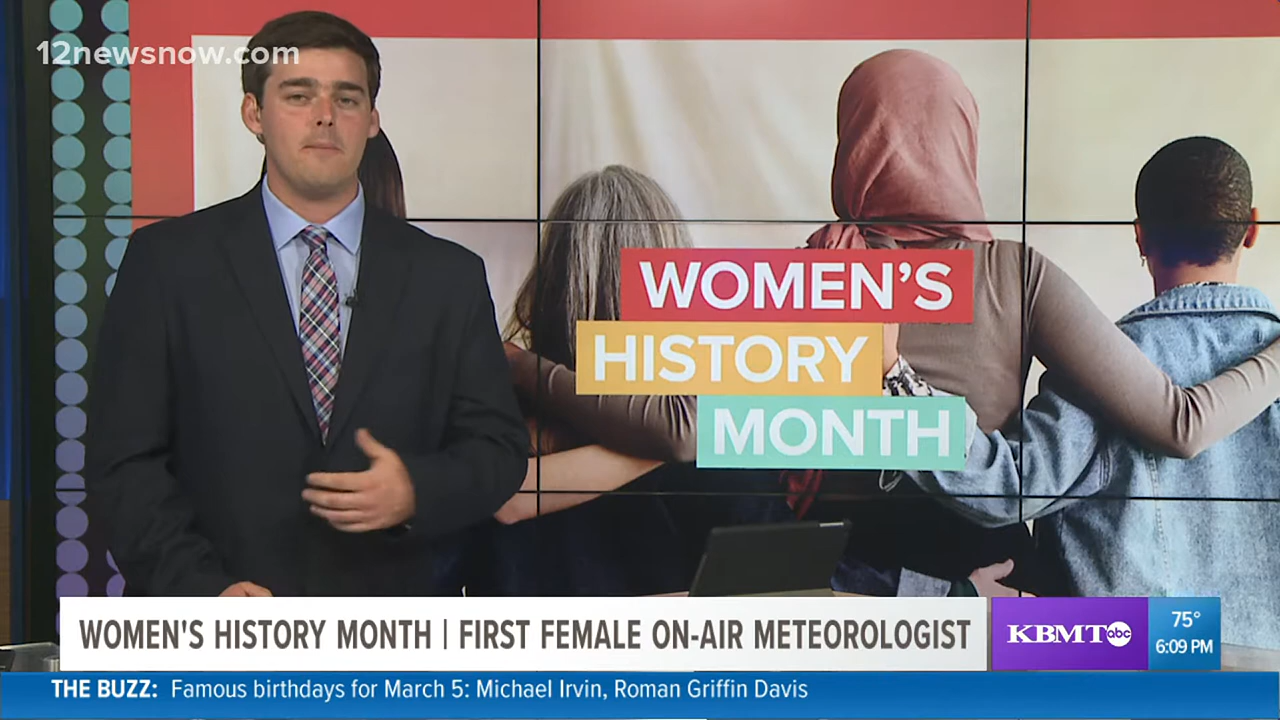 12newsnow.com
WOMEN'S
HISTORY
MONTH
WOMEN'S HISTORY MONTH | FIRST FEMALE ON-AIR METEOROLOGIST
KBMT abc
75°
6:09 PM
THE BUZZ: Famous birthdays for March 5: Michael Irvin, Roman Griffin Davis